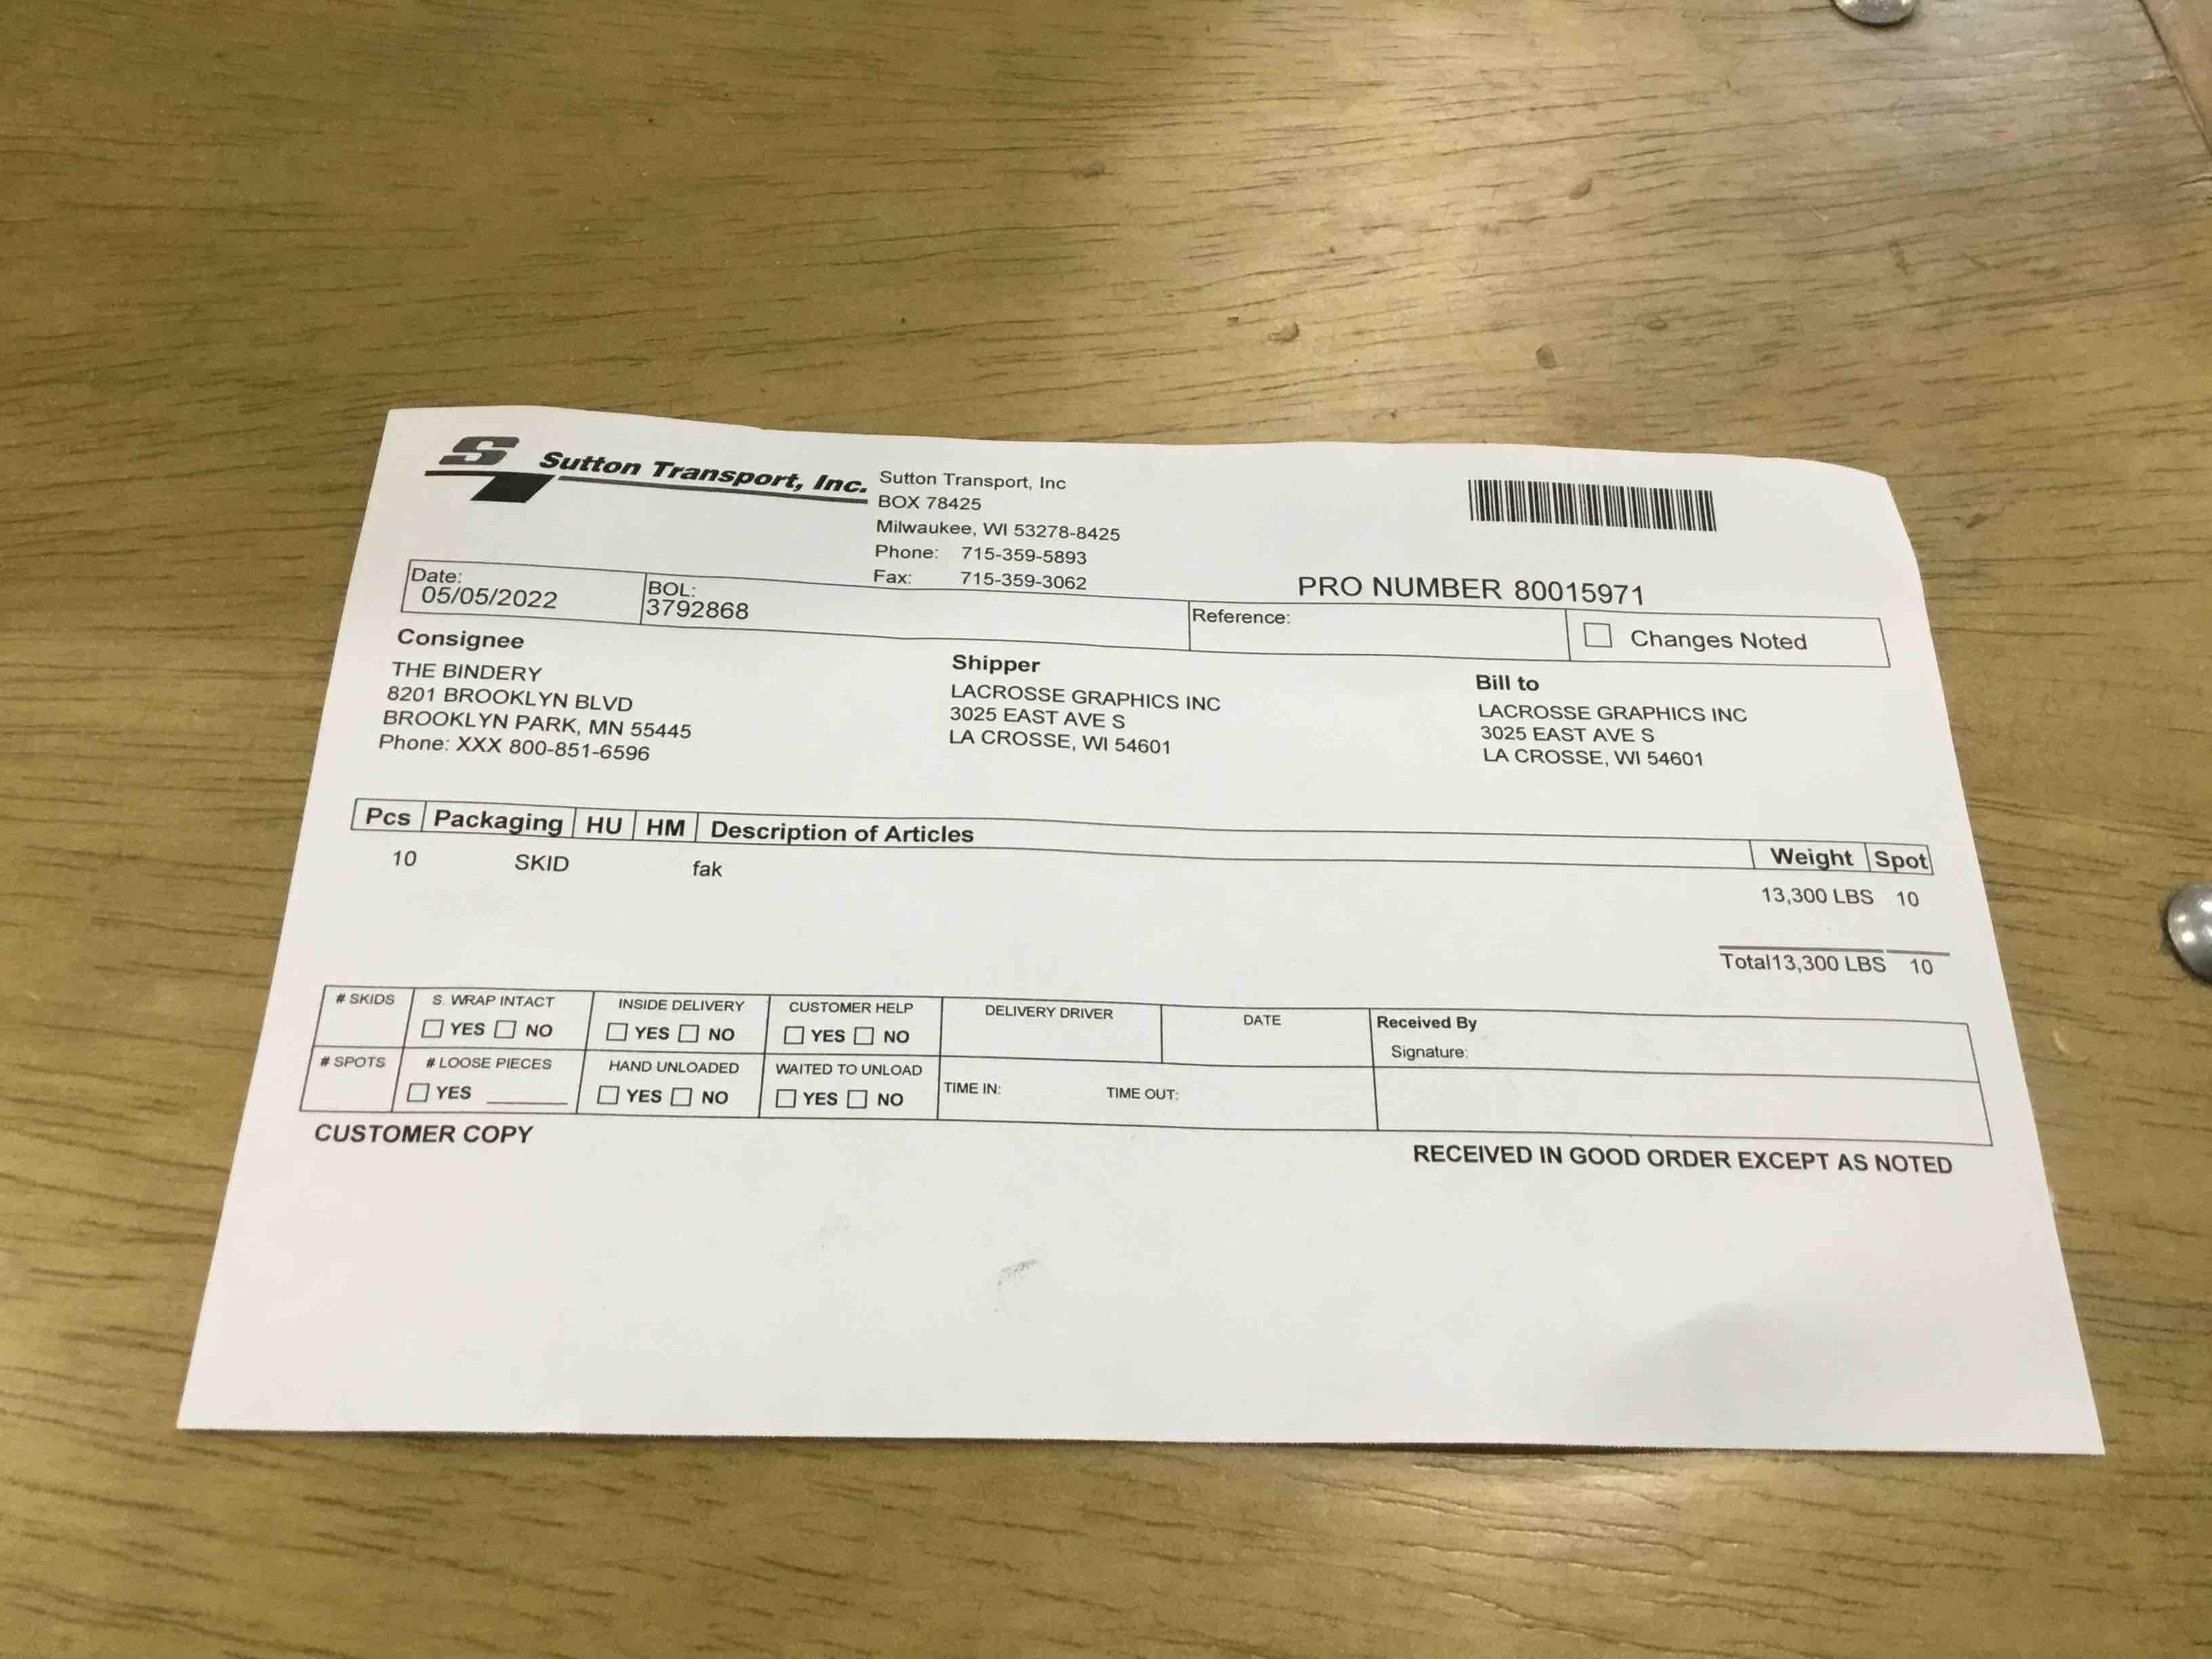 S Sutton Transport, Inc.
Sutton Transport, Inc
BOX 78425
Milwaukee, WI 53278-8425
Phone: 715-359-5893
Fax: 715-359-3062
PRO NUMBER 80015971
Date:
05/05/2022
BOL:
3792868
Reference:
Changes Noted
Consignee
THE BINDERY
8201 BROOKLYN BLVD
BROOKLYN PARK, MN 55445
Phone: XXX 800-851-6596
Shipper
LACROSSE GRAPHICS INC
3025 EAST AVE S
LA CROSSE, WI 54601
Bill to
LACROSSE GRAPHICS INC
3025 EAST AVE S
LA CROSSE, WI 54601
Pcs Packaging HU HM Description of Articles Weight Spot
10 SKID fak 13,300 LBS 10
Total13,300 LBS 10
# SKIDS
S. WRAP INTACT
YES NO
INSIDE DELIVERY
YES NO
CUSTOMER HELP
YES NO
DELIVERY DRIVER
DATE
Received By
Signature:
# SPOTS
# LOOSE PIECES
YES ________
HAND UNLOADED
YES NO
WAITED TO UNLOAD
YES NO
TIME IN: TIME OUT:
CUSTOMER COPY
RECEIVED IN GOOD ORDER EXCEPT AS NOTED